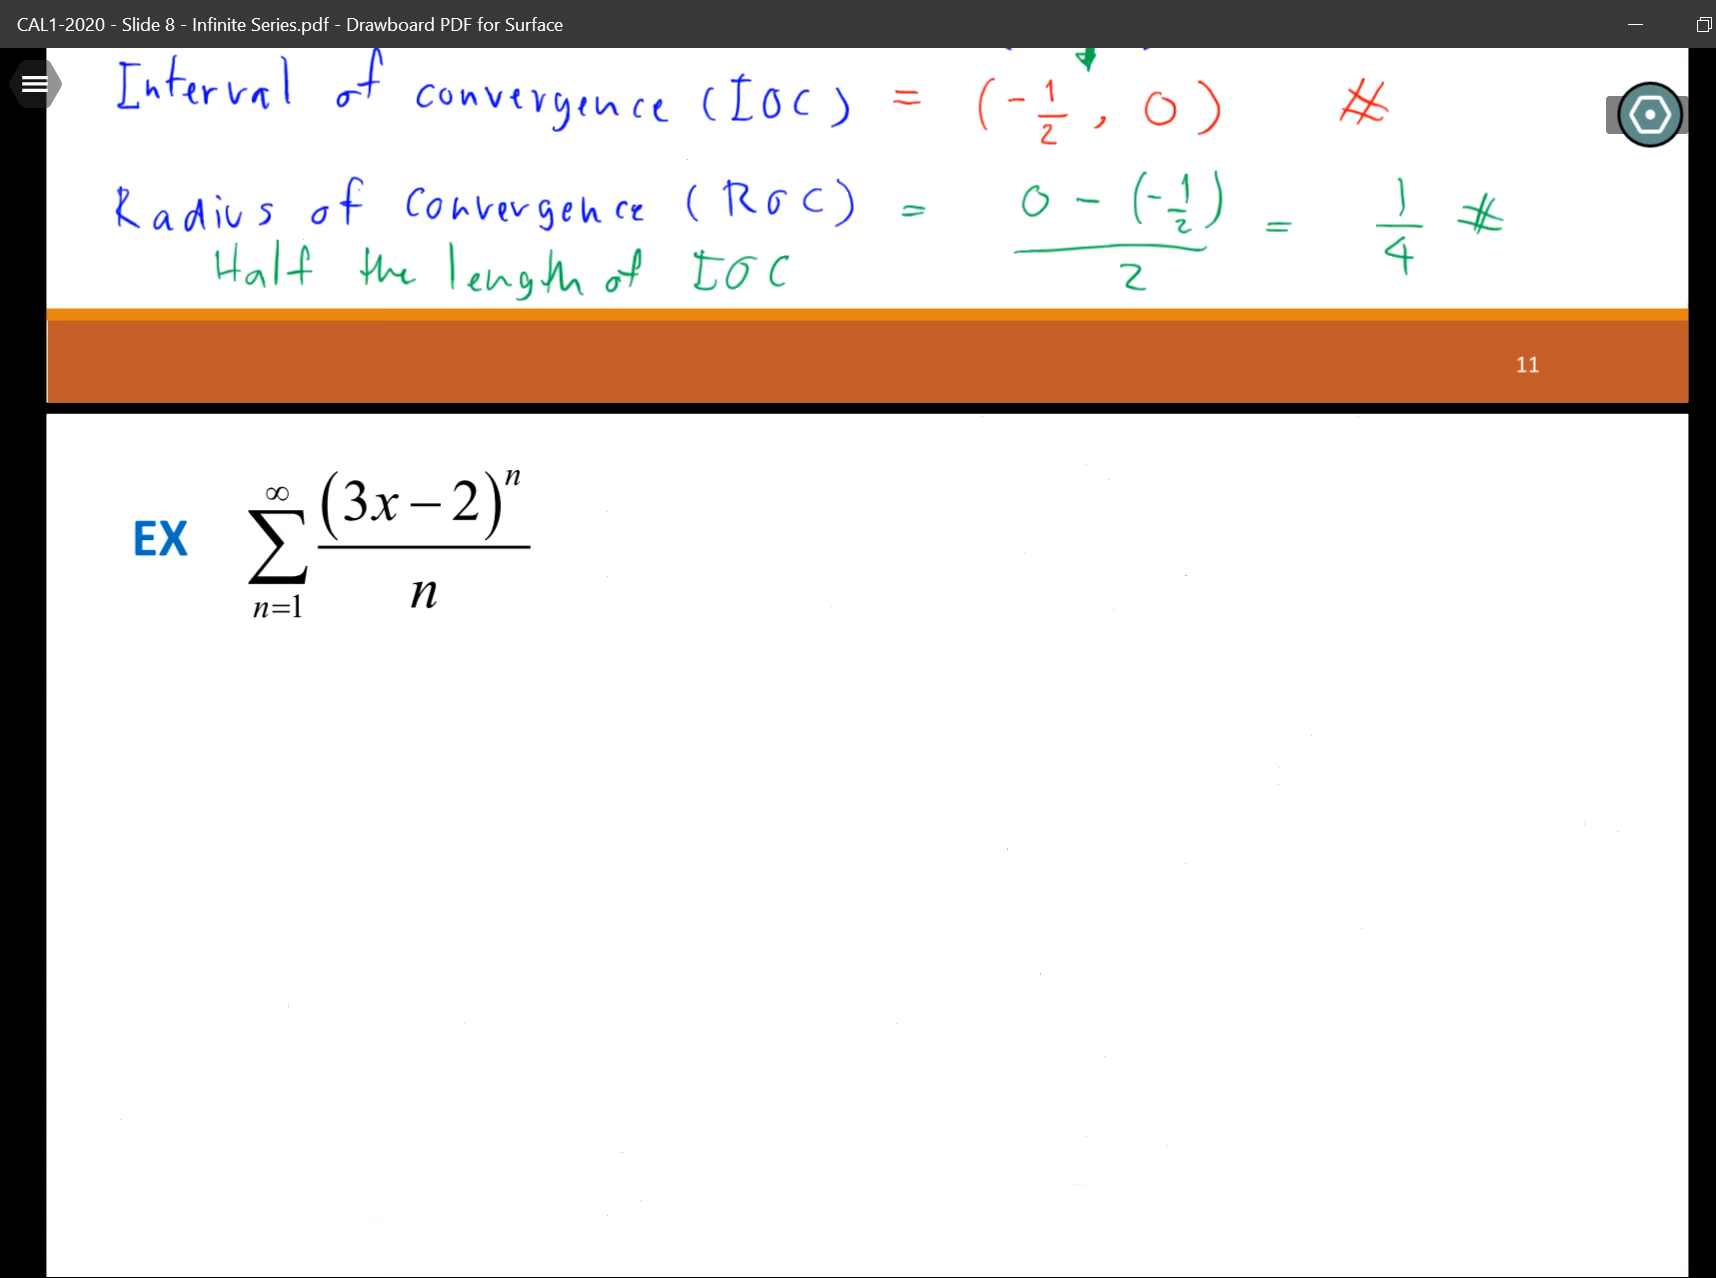 CAL1-2020 - Slide 8 - Infinite Series.pdf - Drawboard PDF for Surface
Interval of convergence (IOC) = (-1/2, 0) #
Radius of convergence (ROC) = (0 - (-1/2))/2 = 1/4 #
Half the length of IOC
11
EX ∑_{n=1}^{∞} (3x – 2)^n / n